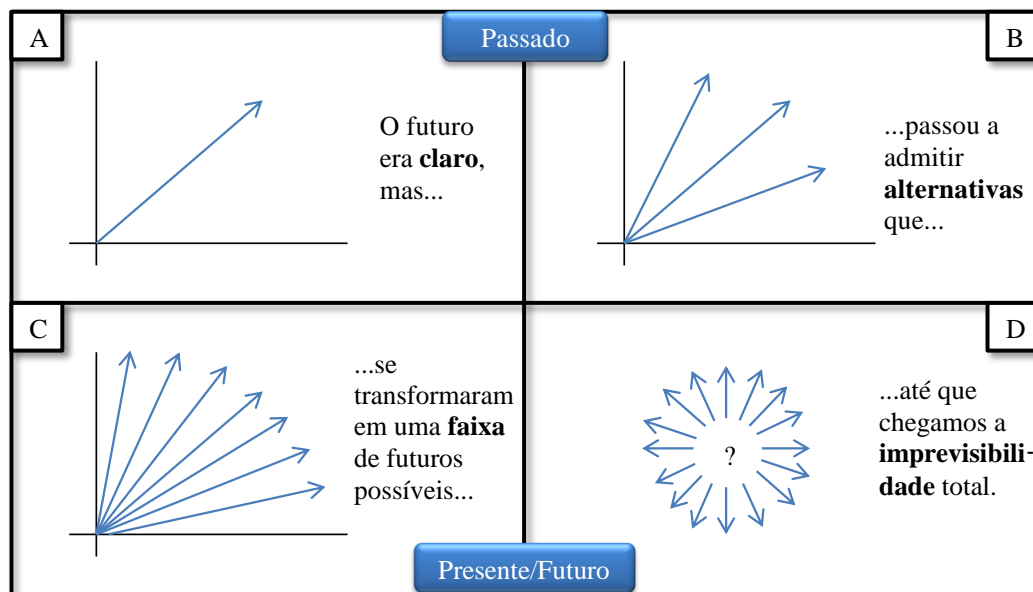 A
Passado
B
O futuro
era claro,
mas...
...passou a
admitir
alternativas
que...
C
D
...se
transformaram
em uma faixa
de futuros
possíveis...
?
...até que
chegamos a
imprevisibili-
dade total.
Presente/Futuro